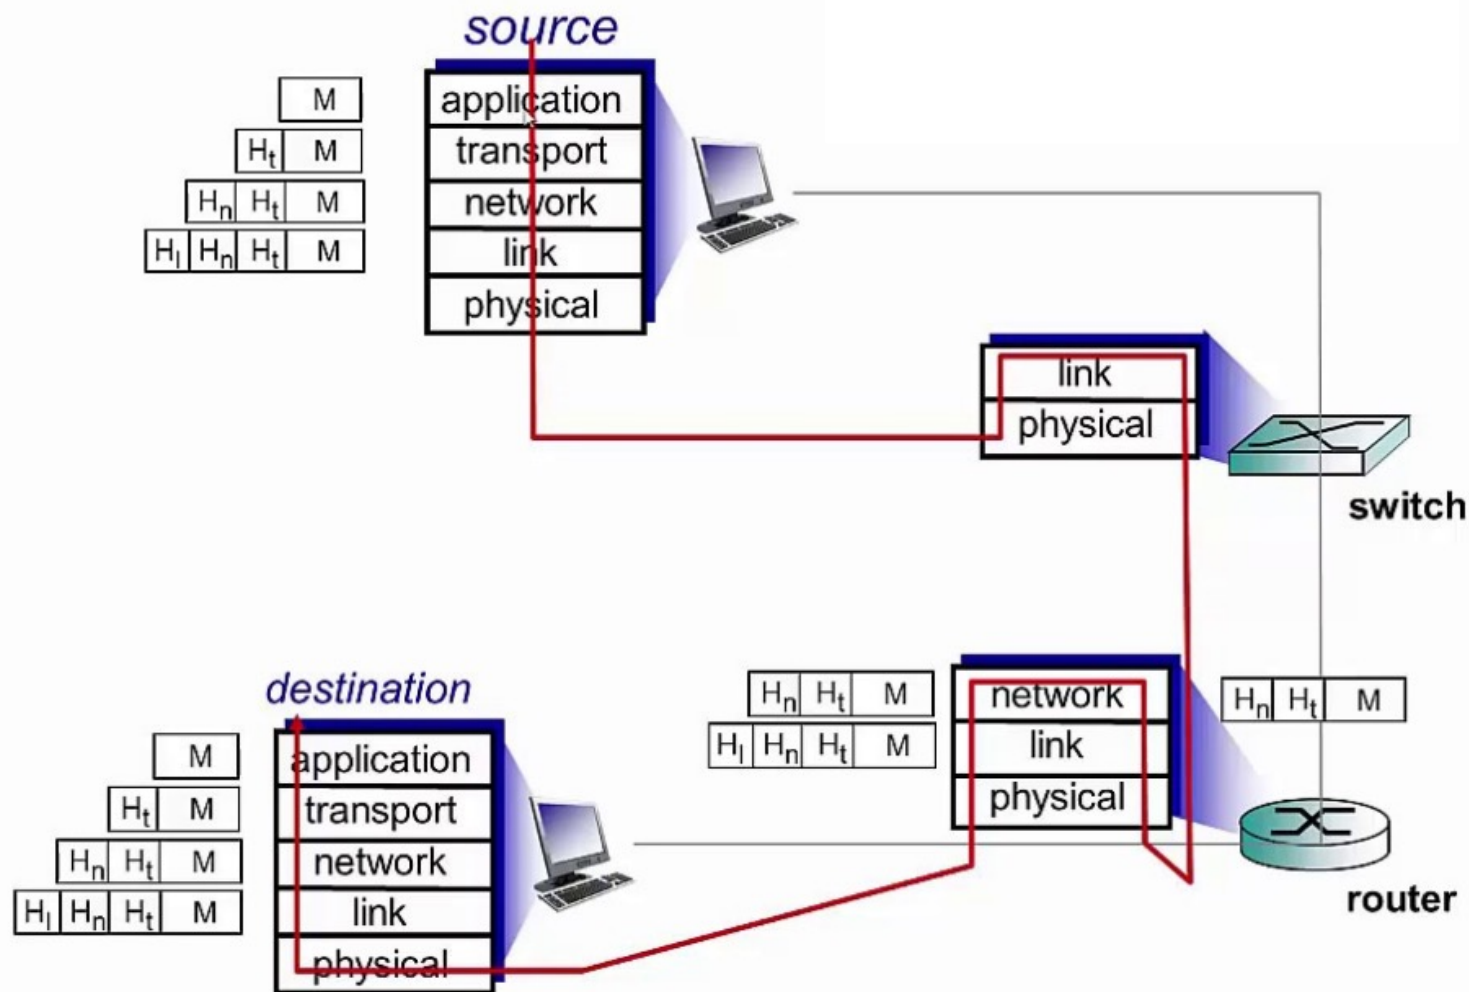 source
M
application
Ht M
transport
Hn Ht M
network
Hl Hn Ht M
link
physical
link
physical
switch
destination
Hn Ht M
network
Hn Ht M
Hl Hn Ht M
link
physical
router
M
application
Ht M
transport
Hn Ht M
network
Hl Hn Ht M
link
physical